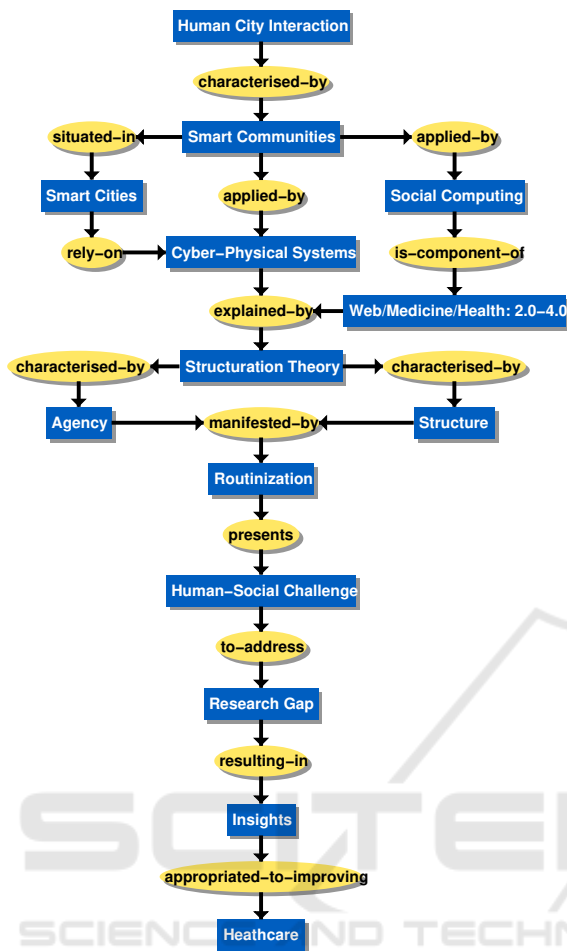 Human City Interaction
characterised-by
situated-in
Smart Communities
applied-by
Smart Cities
applied-by
Social Computing
rely-on
Cyber-Physical Systems
is-component-of
explained-by
Web/Medicine/Health: 2.0-4.0
characterised-by
Structuration Theory
characterised-by
Agency
manifested-by
Structure
Routinization
presents
Human-Social Challenge
to-address
Research Gap
resulting-in
Insights
appropriated-to-improving
Heathcare